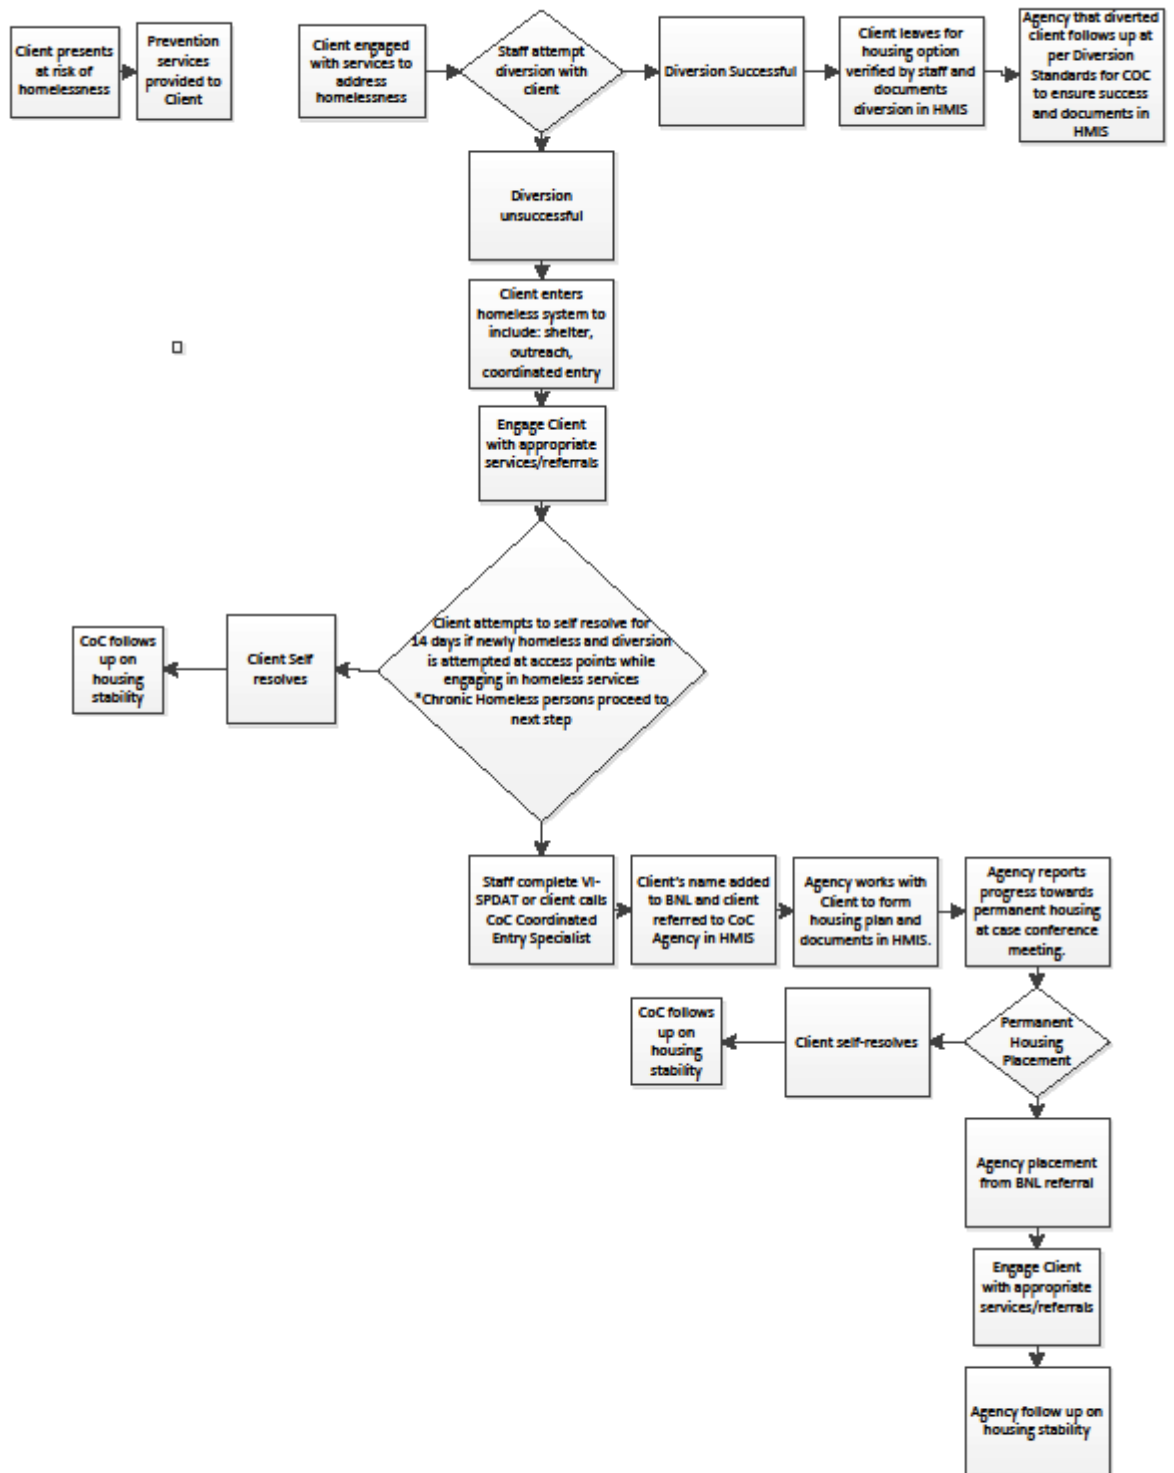 Client presents
at risk of
homelessness
Prevention
services
provided to
Client
Client engaged
with services to
address
homelessness
Staff attempt
diversion with
client
Diversion Successful
Client leaves for
housing option
verified by staff and
documents
diversion in HMIS
Agency that diverted
client follows up at
per Diversion
Standards for COC
to ensure success
and documents in
HMIS
Diversion
unsuccessful
Client enters
homeless system to
include: shelter,
outreach,
coordinated entry
Engage Client
with appropriate
services/referrals
Client attempts to self resolve for
14 days if newly homeless and diversion
is attempted at access points while
engaging in homeless services
*Chronic Homeless persons proceed to
next step
Client Self
resolves
CoC follows
up on
housing
stability
Staff complete VI-
SPDAT or client calls
CoC Coordinated
Entry Specialist
Client's name added
to BNL and client
referred to CoC
Agency in HMIS
Agency works with
Client to form
housing plan and
documents in HMIS.
Agency reports
progress towards
permanent housing
at case conference
meeting.
Permanent
Housing
Placement
Client self-resolves
CoC follows
up on
housing
stability
Agency placement
from BNL referral
Engage Client
with appropriate
services/referrals
Agency follow up on
housing stability